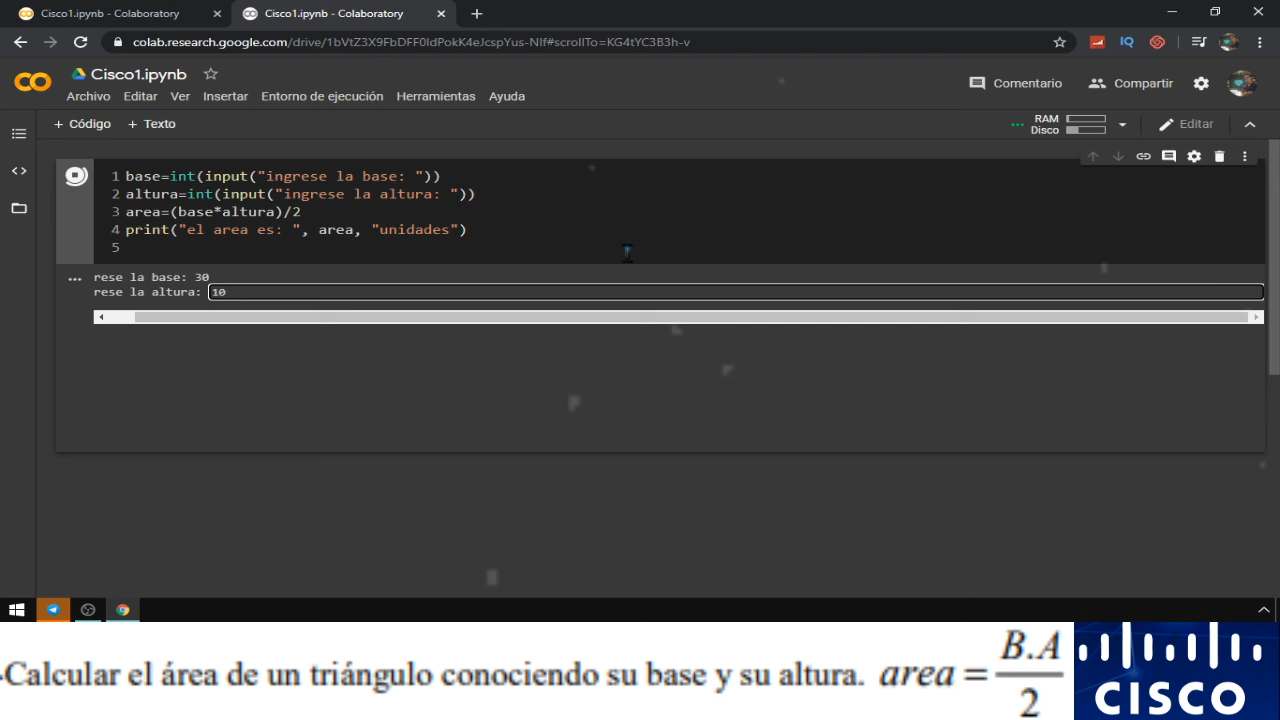 Cisco1.ipynb - Colaboratory
Cisco1.ipynb - Colaboratory
colab.research.google.com/drive/1bVtZ3X9FbDFF0IdPokK4eJcspYus-NIf#scrollTo=KG4tYC3B3h-v
Cisco1.ipynb
Comentario
Compartir
Archivo Editar Ver Insertar Entorno de ejecución Herramientas Ayuda
+ Código + Texto
RAM
Disco
Editar
1 base=int(input("ingrese la base: "))
2 altura=int(input("ingrese la altura: "))
3 area=(base*altura)/2
4 print("el area es: ", area, "unidades")
5
rese la base: 30
rese la altura: 10
-Calcular el área de un triángulo conociendo su base y su altura. area = B.A / 2
CISCO